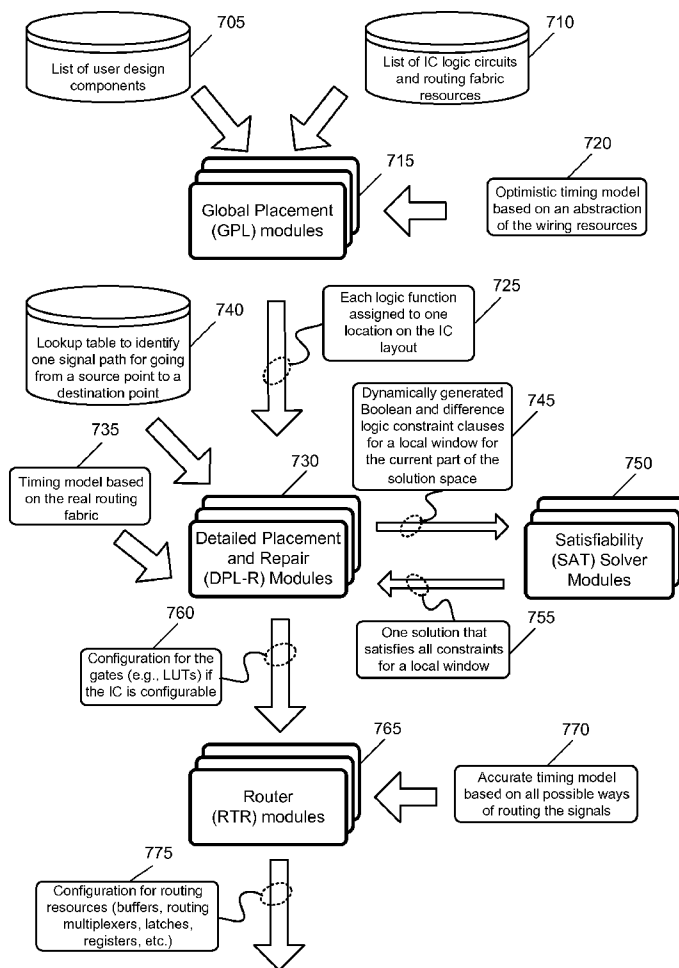 705
List of user design
components
710
List of IC logic circuits
and routing fabric
resources
715
Global Placement
(GPL) modules
720
Optimistic timing model
based on an abstraction
of the wiring resources
725
Each logic function
assigned to one
location on the IC
layout
740
Lookup table to identify
one signal path for going
from a source point to a
destination point
735
Timing model based
on the real routing
fabric
745
Dynamically generated
Boolean and difference
logic constraint clauses
for a local window for
the current part of the
solution space
730
Detailed Placement
and Repair
(DPL-R) Modules
750
Satisfiability
(SAT) Solver
Modules
755
One solution that
satisfies all constraints
for a local window
760
Configuration for the
gates (e.g., LUTs) if
the IC is configurable
765
Router
(RTR) modules
770
Accurate timing model
based on all possible ways
of routing the signals
775
Configuration for routing
resources (buffers, routing
multiplexers, latches,
registers, etc.)